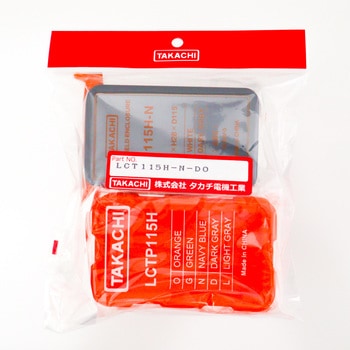 TAKACHI
115H-N
Part NO.
LCT115H-N-DO
TAKACHI 株式会社 タカチ電機工業
TAKACHI
LCTP115H
O ORANGE
G GREEN
N NAVY BLUE
D DARK GRAY
L LIGHT GRAY
Made in CHINA